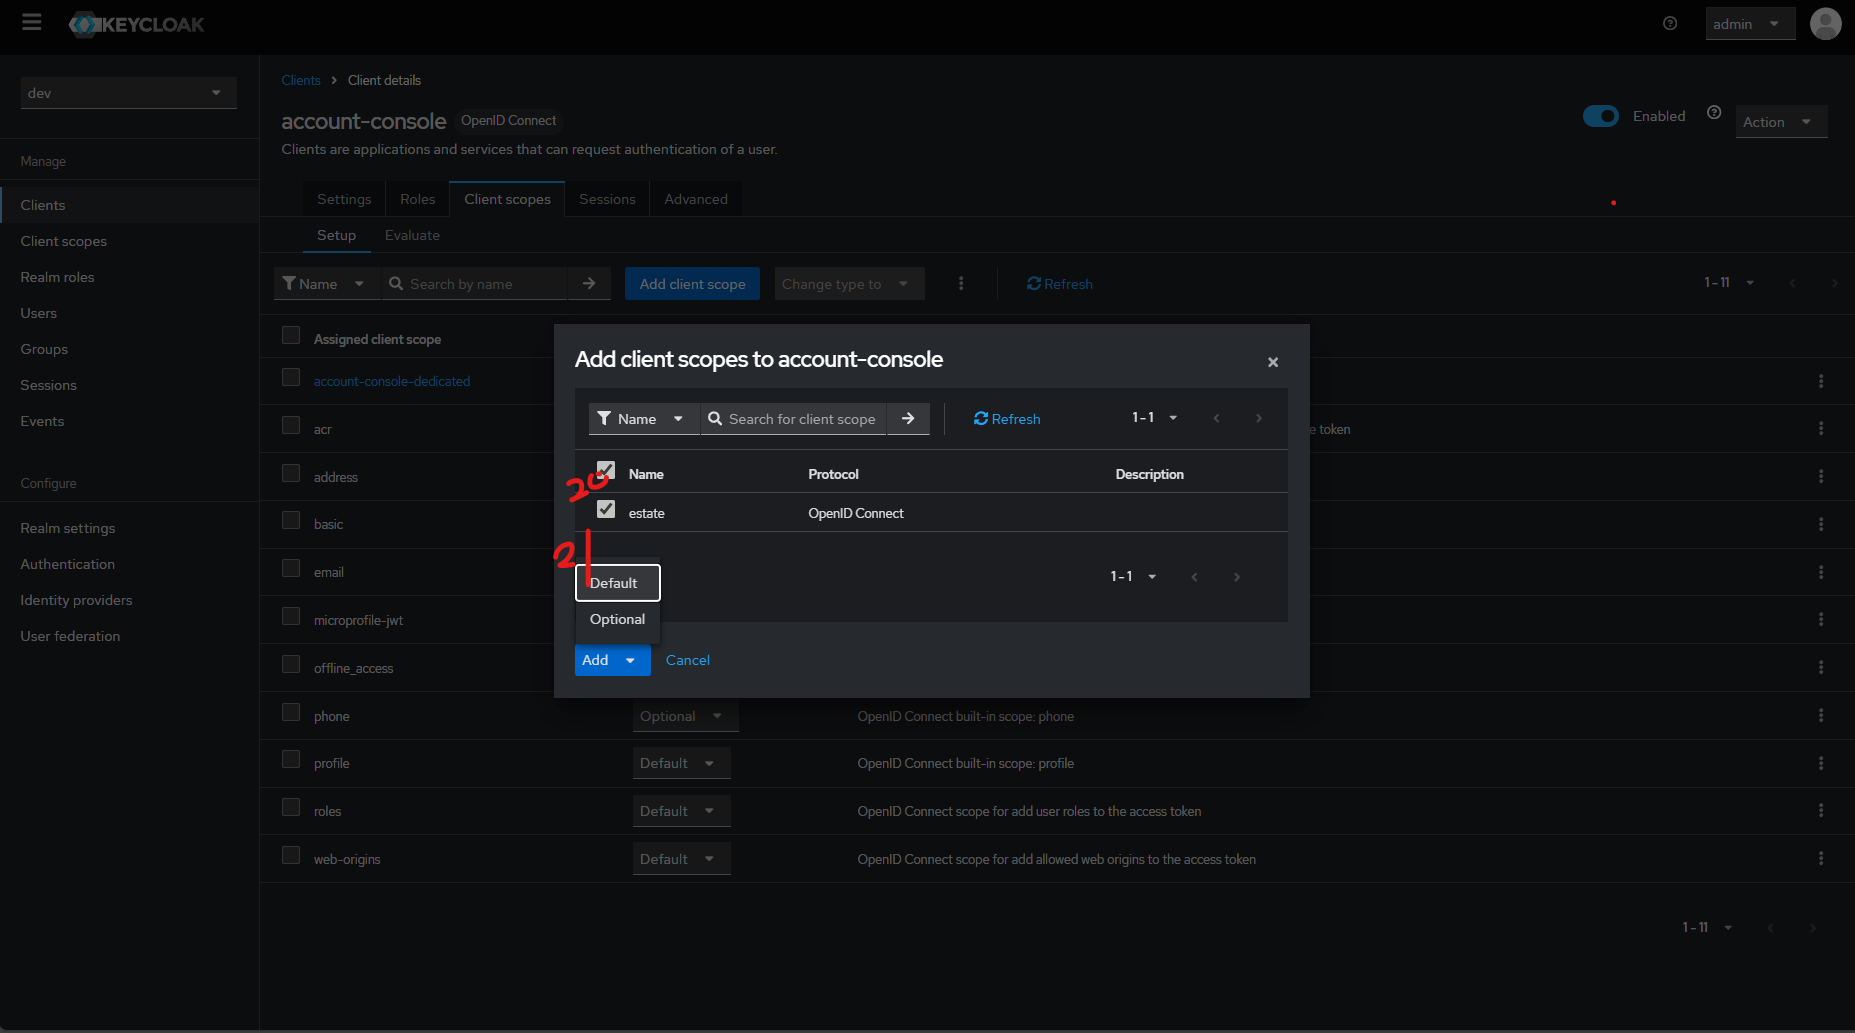 KEYCLOAK
admin
dev
Manage
Clients
Client scopes
Realm roles
Users
Groups
Sessions
Events
Configure
Realm settings
Authentication
Identity providers
User federation
Clients > Client details
account-console OpenID Connect
Enabled
Action
Clients are applications and services that can request authentication of a user.
Settings Roles Client scopes Sessions Advanced
Setup Evaluate
Name Search by name Add client scope Change type to Refresh 1 - 11
Assigned client scope
account-console-dedicated
acr
e token
address
basic
email
microprofile-jwt
offline_access
phone Optional OpenID Connect built-in scope: phone
profile Default OpenID Connect built-in scope: profile
roles Default OpenID Connect scope for add user roles to the access token
web-origins Default OpenID Connect scope for add allowed web origins to the access token
1 - 11
Add client scopes to account-console
Name Search for client scope Refresh 1 - 1
Name Protocol Description
20
estate OpenID Connect
21
Default
1 - 1
Optional
Add Cancel